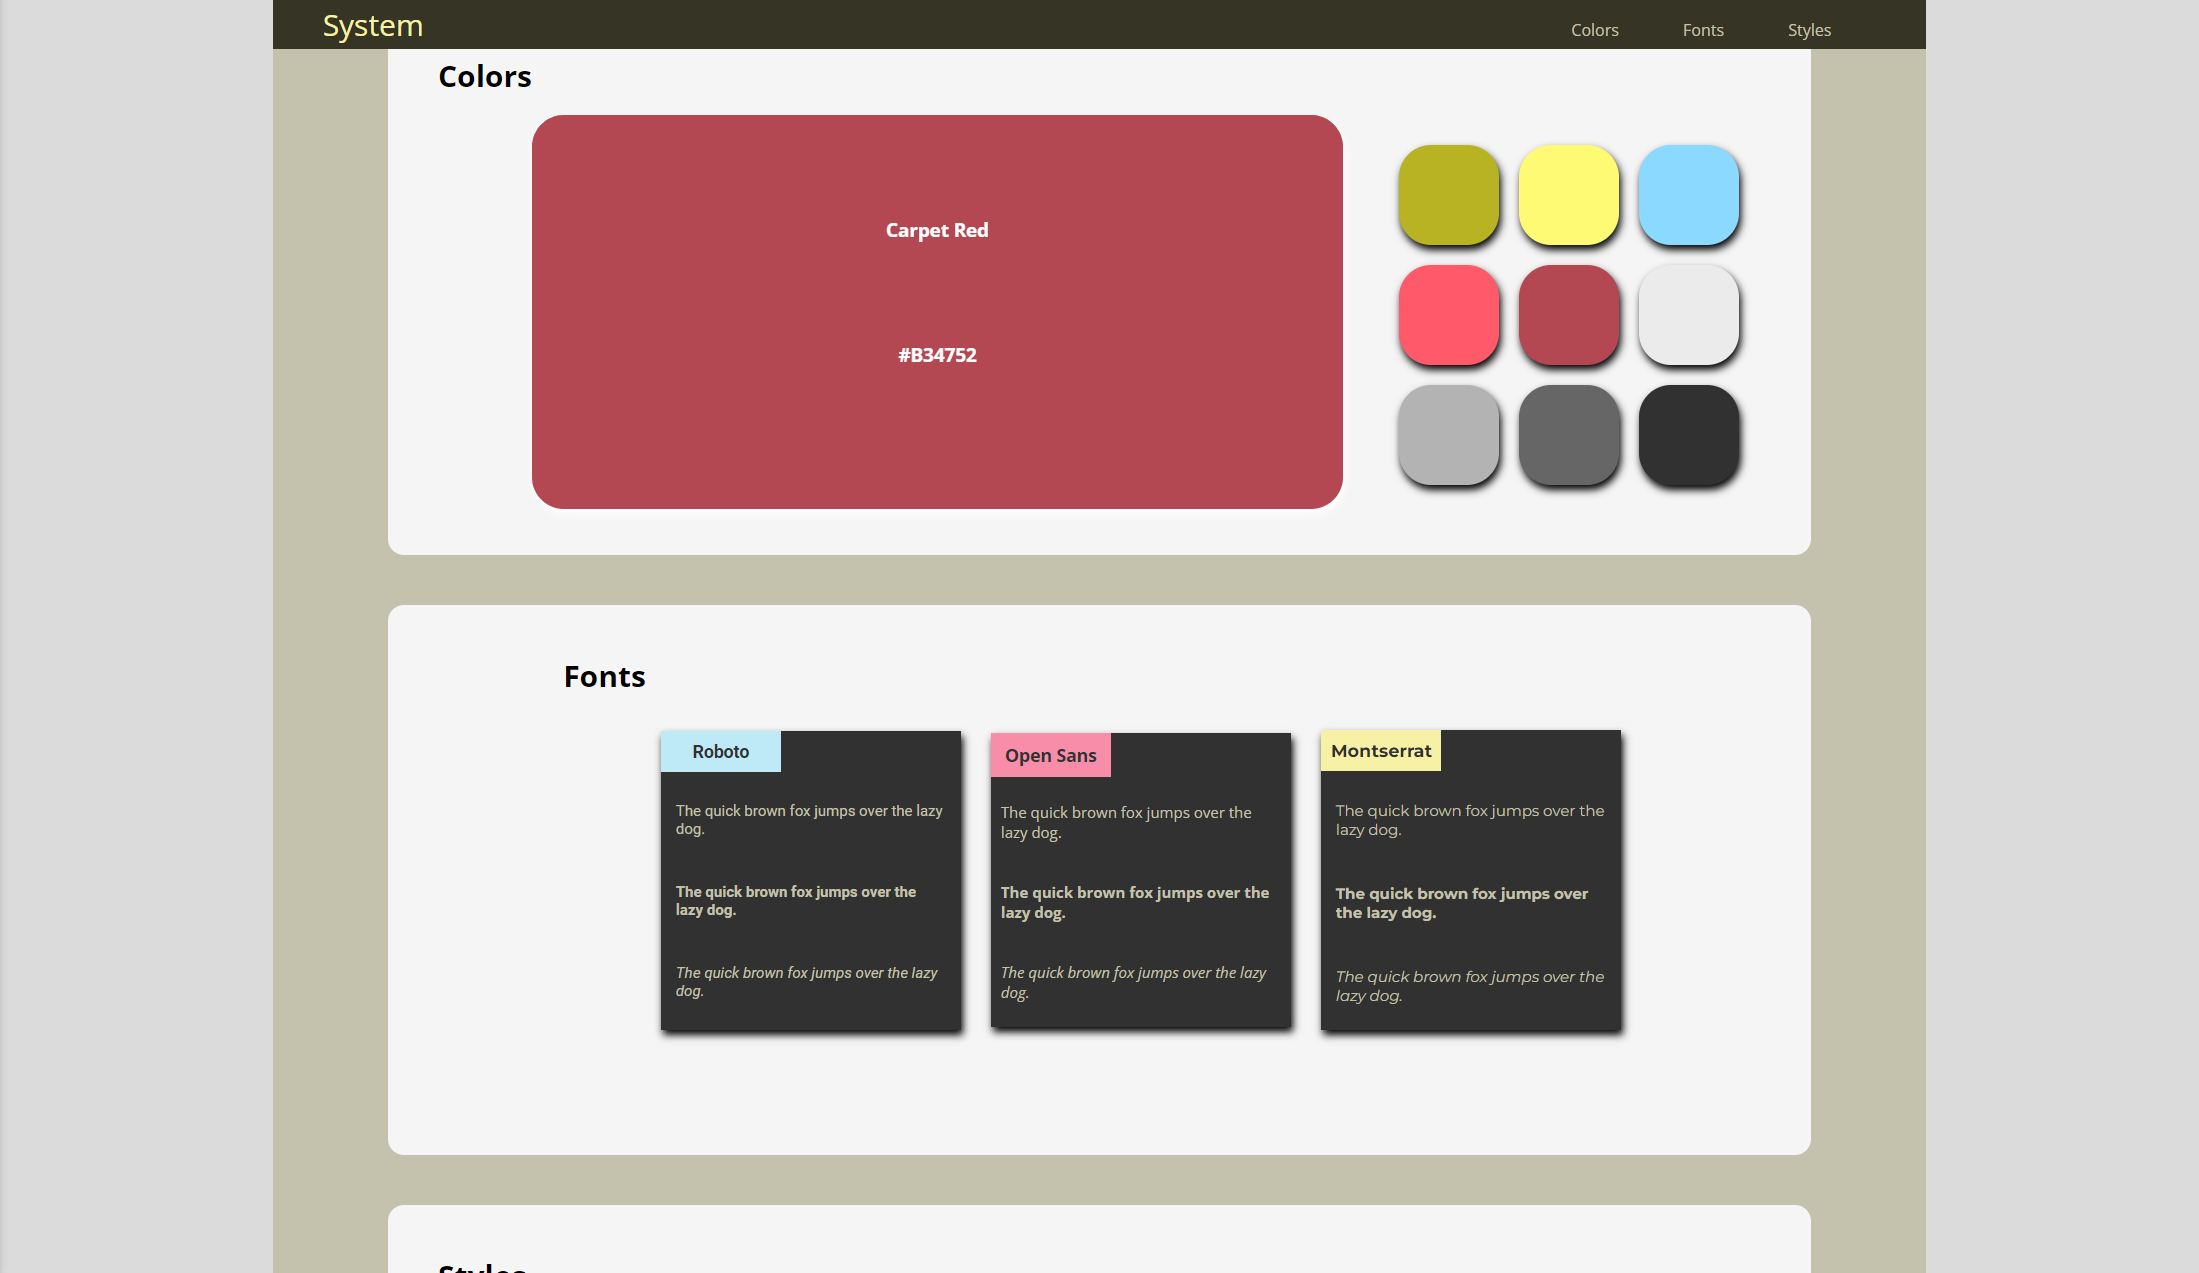 System
Colors
Fonts
Styles
Colors
Carpet Red
#B34752
Fonts
Roboto
The quick brown fox jumps over the lazy
dog.
The quick brown fox jumps over the
lazy dog.
The quick brown fox jumps over the lazy
dog.
Open Sans
The quick brown fox jumps over the
lazy dog.
The quick brown fox jumps over the
lazy dog.
The quick brown fox jumps over the lazy
dog.
Montserrat
The quick brown fox jumps over the
lazy dog.
The quick brown fox jumps over
the lazy dog.
The quick brown fox jumps over the
lazy dog.
Styles